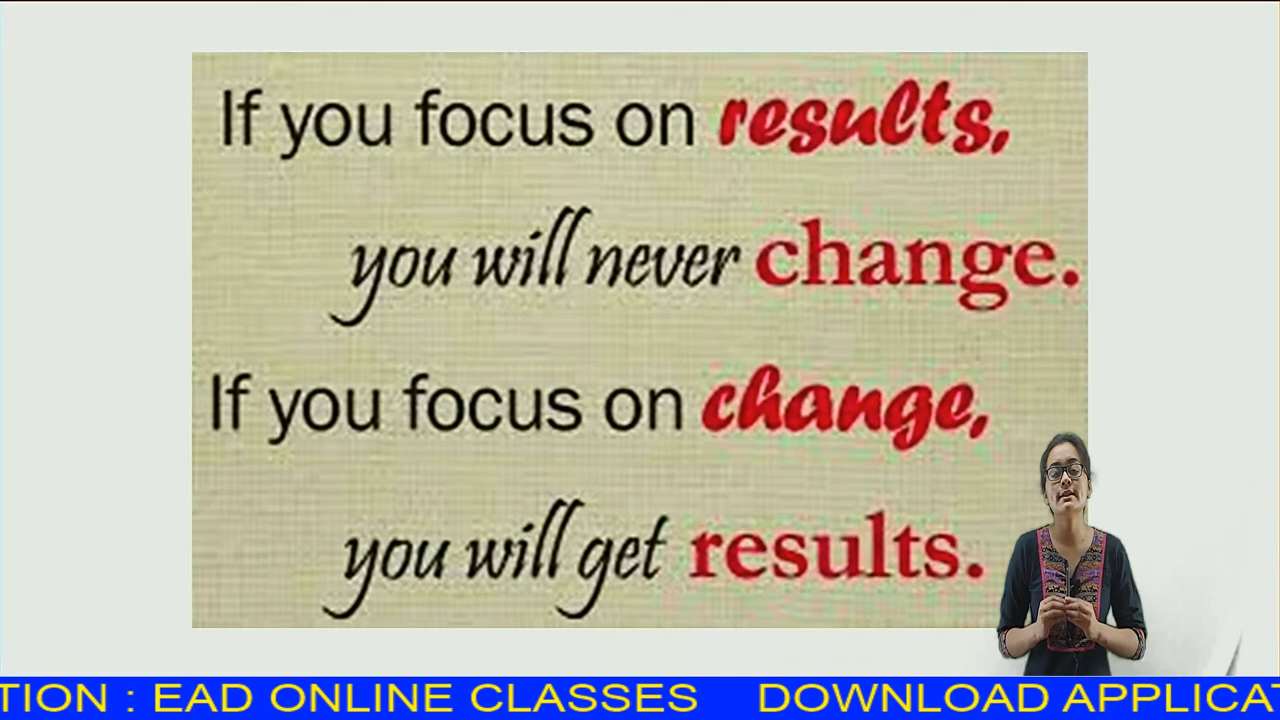 If you focus on results,
you will never change.
If you focus on change,
you will get results.
TION : EAD ONLINE CLASSES DOWNLOAD APPLICAT